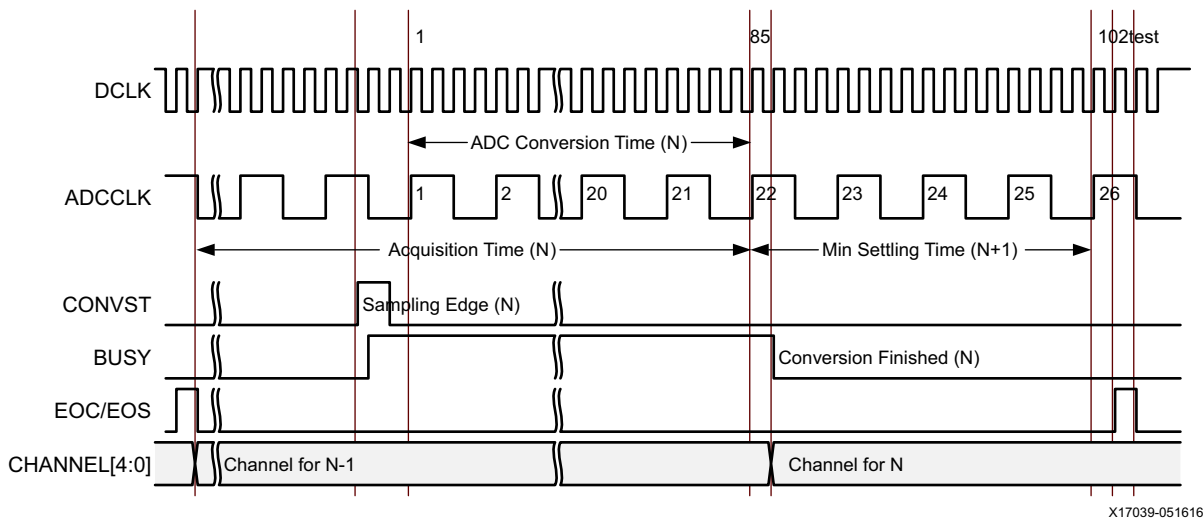 1 85 102test
DCLK
ADC Conversion Time (N)
ADCCLK 1 2 20 21 22 23 24 25 26
Acquisition Time (N) Min Settling Time (N+1)
CONVST Sampling Edge (N)
BUSY Conversion Finished (N)
EOC/EOS
CHANNEL[4:0] Channel for N-1 Channel for N
X17039-051616